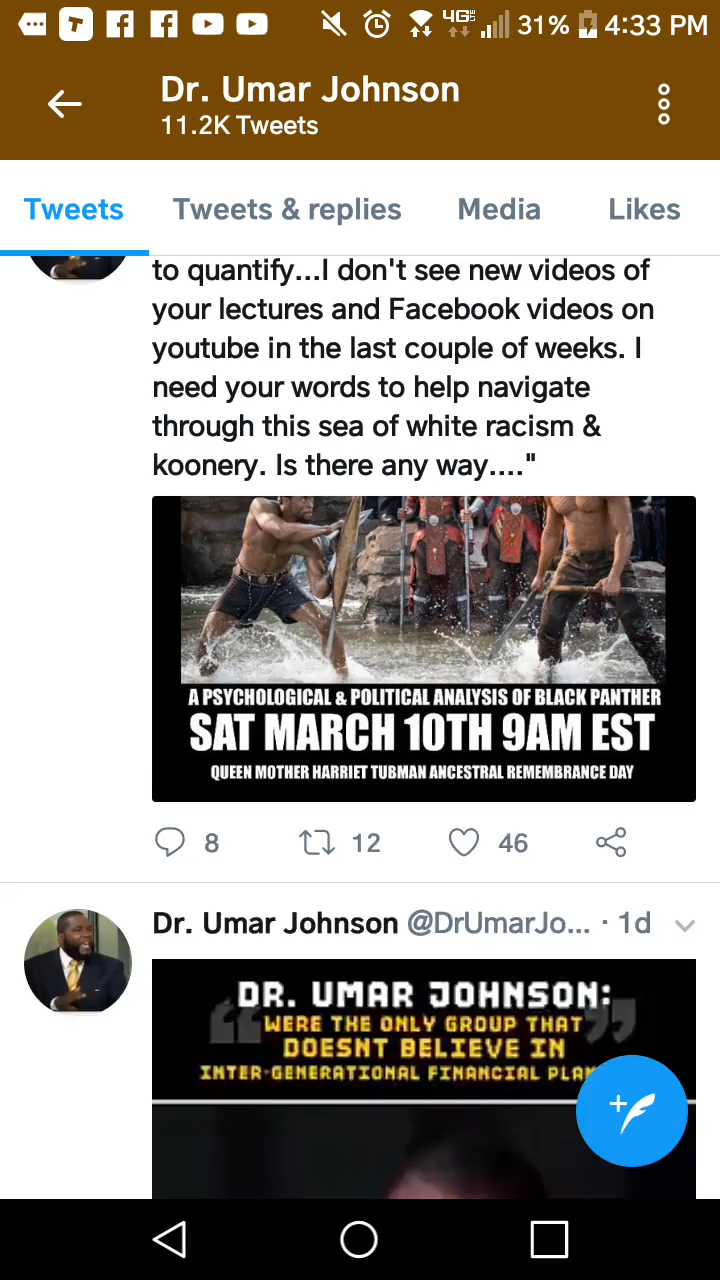 4G
31%
4:33 PM
Dr. Umar Johnson
11.2K Tweets
Tweets
Tweets & replies
Media
Likes
to quantify...I don't see new videos of
your lectures and Facebook videos on
youtube in the last couple of weeks. I
need your words to help navigate
through this sea of white racism &
koonery. Is there any way...."
A PSYCHOLOGICAL & POLITICAL ANALYSIS OF BLACK PANTHER
SAT MARCH 10TH 9AM EST
QUEEN MOTHER HARRIET TUBMAN ANCESTRAL REMEMBRANCE DAY
8
12
46
Dr. Umar Johnson @DrUmarJo... · 1d
DR. UMAR JOHNSON:
WERE THE ONLY GROUP THAT
DOESNT BELIEVE IN
INTER-GENERATIONAL FINANCIAL